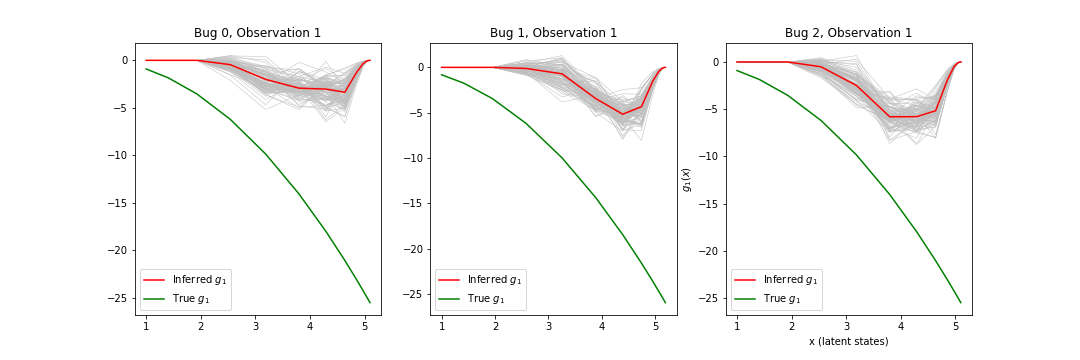 Bug 0, Observation 1
0
−5
−10
−15
−20
−25
1 2 3 4 5
Inferred g₁
True g₁
Bug 1, Observation 1
0
−5
−10
−15
−20
−25
1 2 3 4 5
Inferred g₁
True g₁
Bug 2, Observation 1
g₁(x)
0
−5
−10
−15
−20
−25
1 2 3 4 5
x (latent states)
Inferred g₁
True g₁